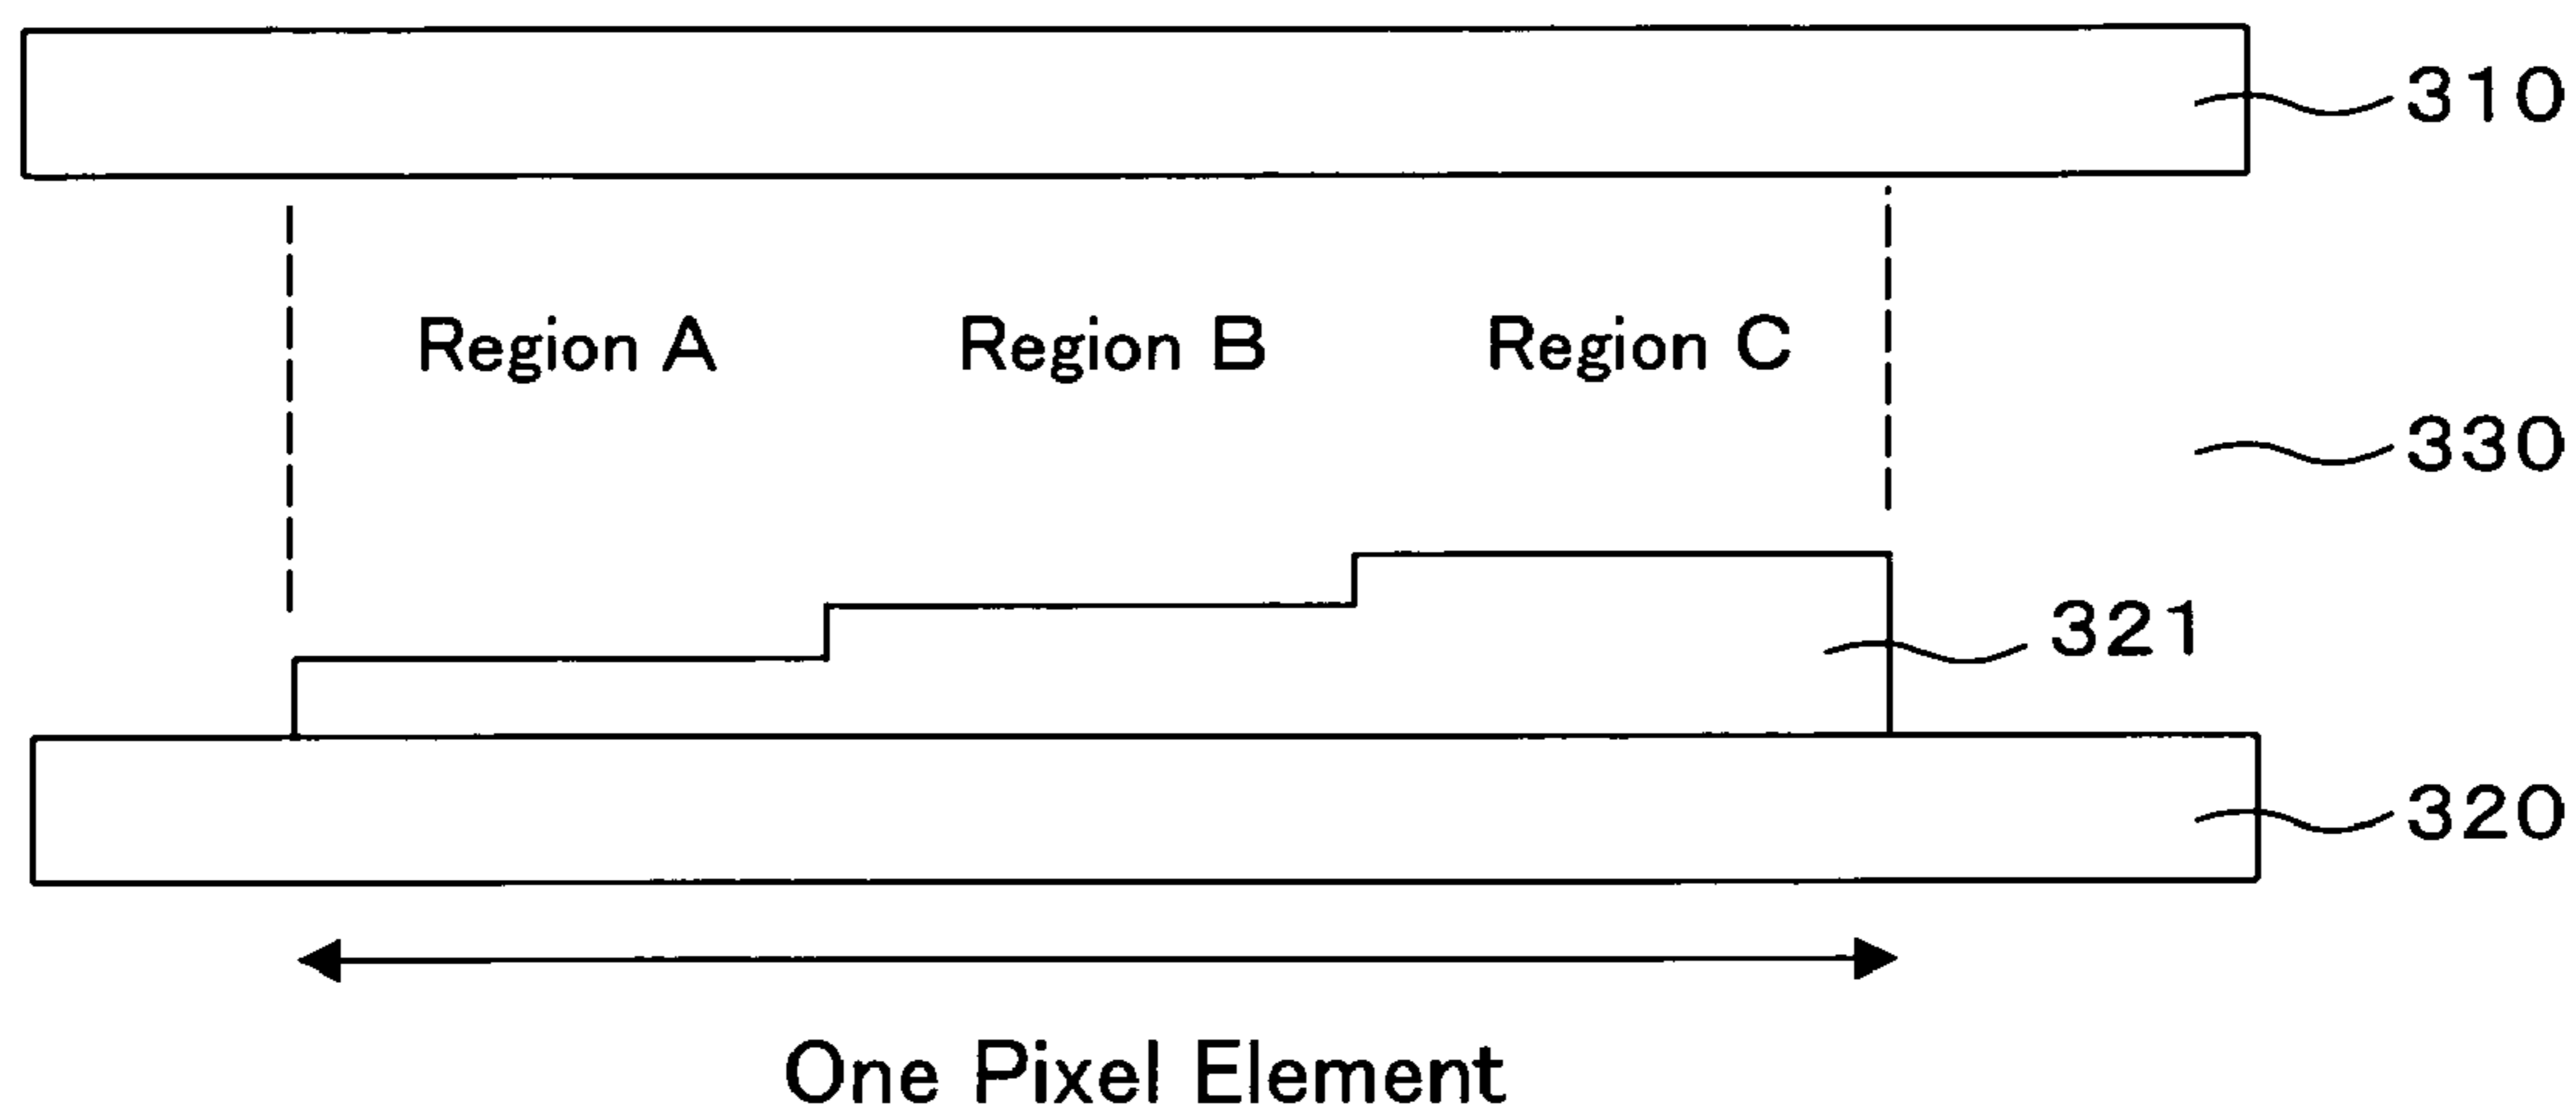 310
Region A Region B Region C
330
321
320
One Pixel Element